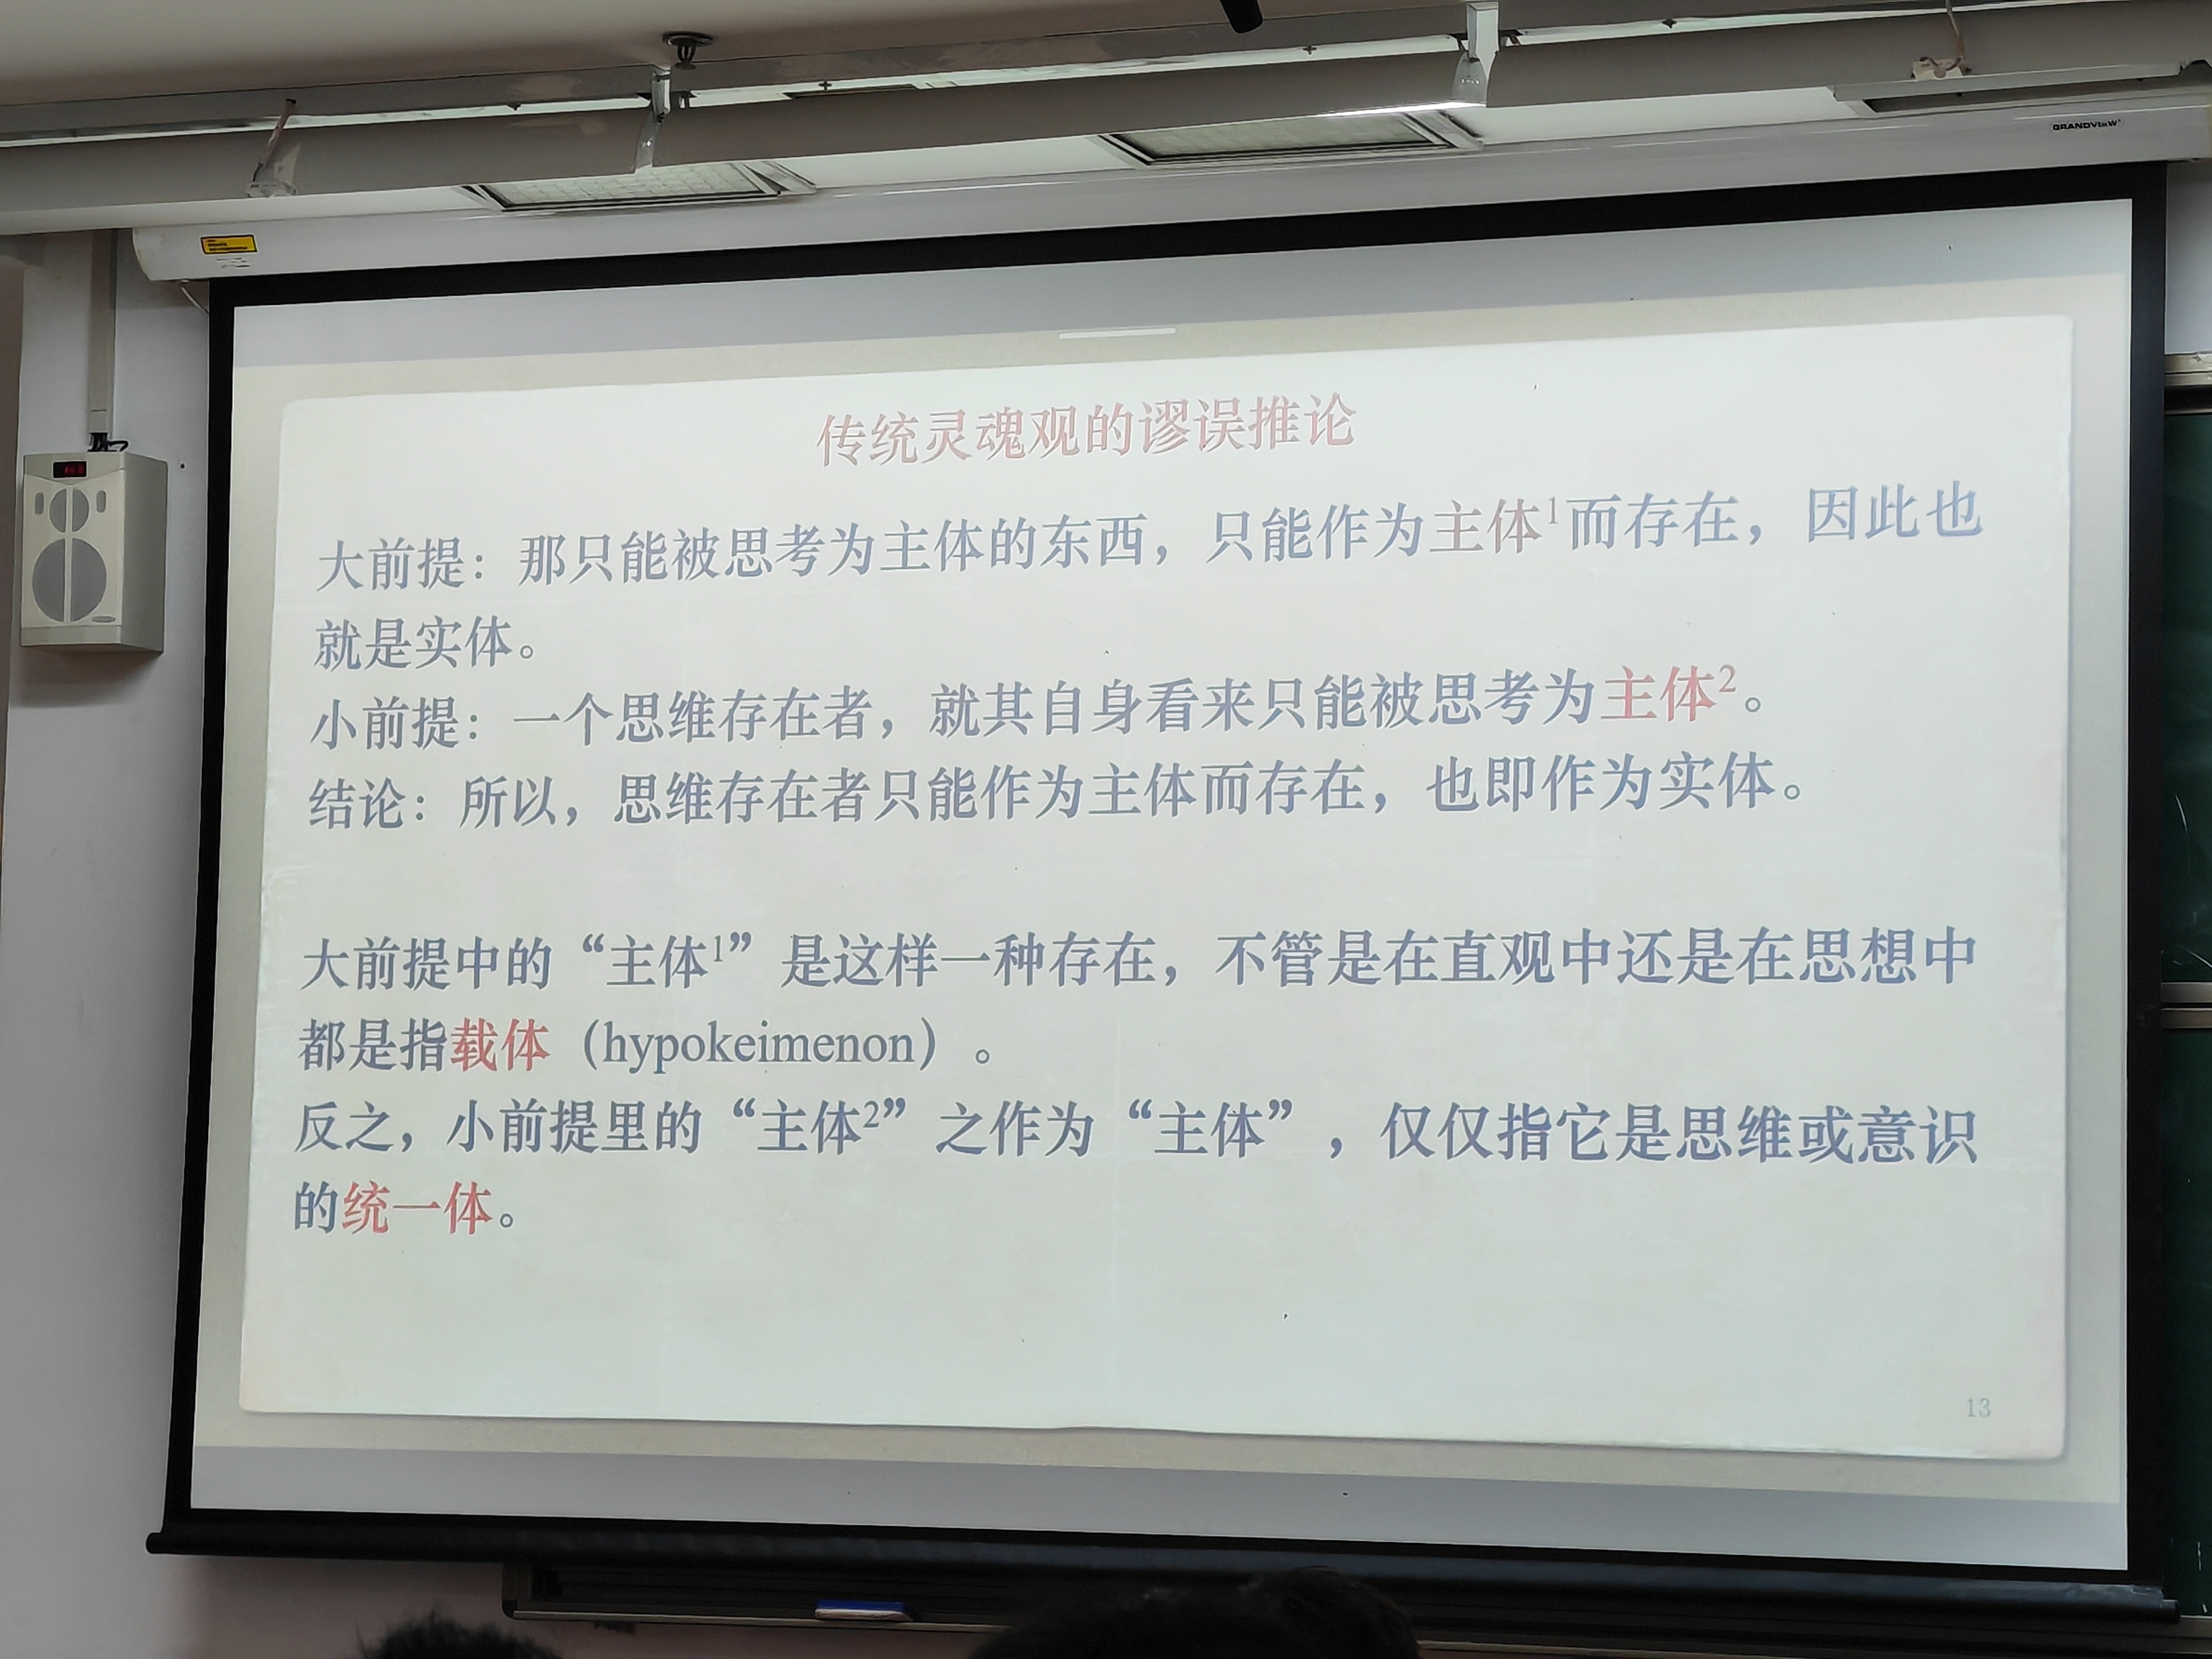 GRANDVIEW
传统灵魂观的谬误推论
大前提：那只能被思考为主体的东西，只能作为主体¹而存在，因此也
就是实体。
小前提：一个思维存在者，就其自身看来只能被思考为主体²。
结论：所以，思维存在者只能作为主体而存在，也即作为实体。
大前提中的“主体¹”是这样一种存在，不管是在直观中还是在思想中
都是指载体（hypokeimenon）。
反之，小前提里的“主体²”之作为“主体”，仅仅指它是思维或意识
的统一体。
13